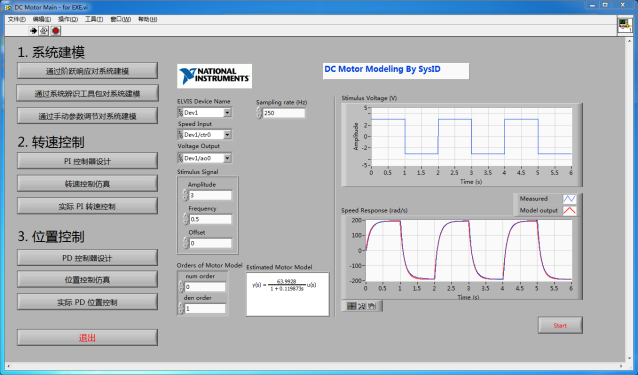 DC Motor Main - for EXE.vi
文件(F) 编辑(E) 操作(O) 工具(T) 窗口(W) 帮助(H)
1. 系统建模
通过阶跃响应对系统建模
通过系统辨识工具包对系统建模
通过手动参数调节对系统建模
2. 转速控制
PI 控制器设计
转速控制仿真
实际 PI 转速控制
3. 位置控制
PD 控制器设计
位置控制仿真
实际 PD 位置控制
退出
NATIONAL
INSTRUMENTS
DC Motor Modeling By SysID
ELVIS Device Name
Dev1
Sampling rate (Hz)
250
Speed Input
Dev1/ctr0
Voltage Output
Dev1/ao0
Stimulus Signal
Amplitude
3
Frequency
0.5
Offset
0
Orders of Motor Model
num order
0
den order
1
Estimated Motor Model
y(s) = 63.9928 / 1 + 0.119873s u(s)
Stimulus Voltage (V)
Amplitude
5
2
0
-2
-5
0 0.5 1 1.5 2 2.5 3 3.5 4 4.5 5 5.5 6
Time (s)
Measured
Model output
Speed Response (rad/s)
200
100
0
-100
-200
0 0.5 1 1.5 2 2.5 3 3.5 4 4.5 5 5.5 6
Time (s)
Start